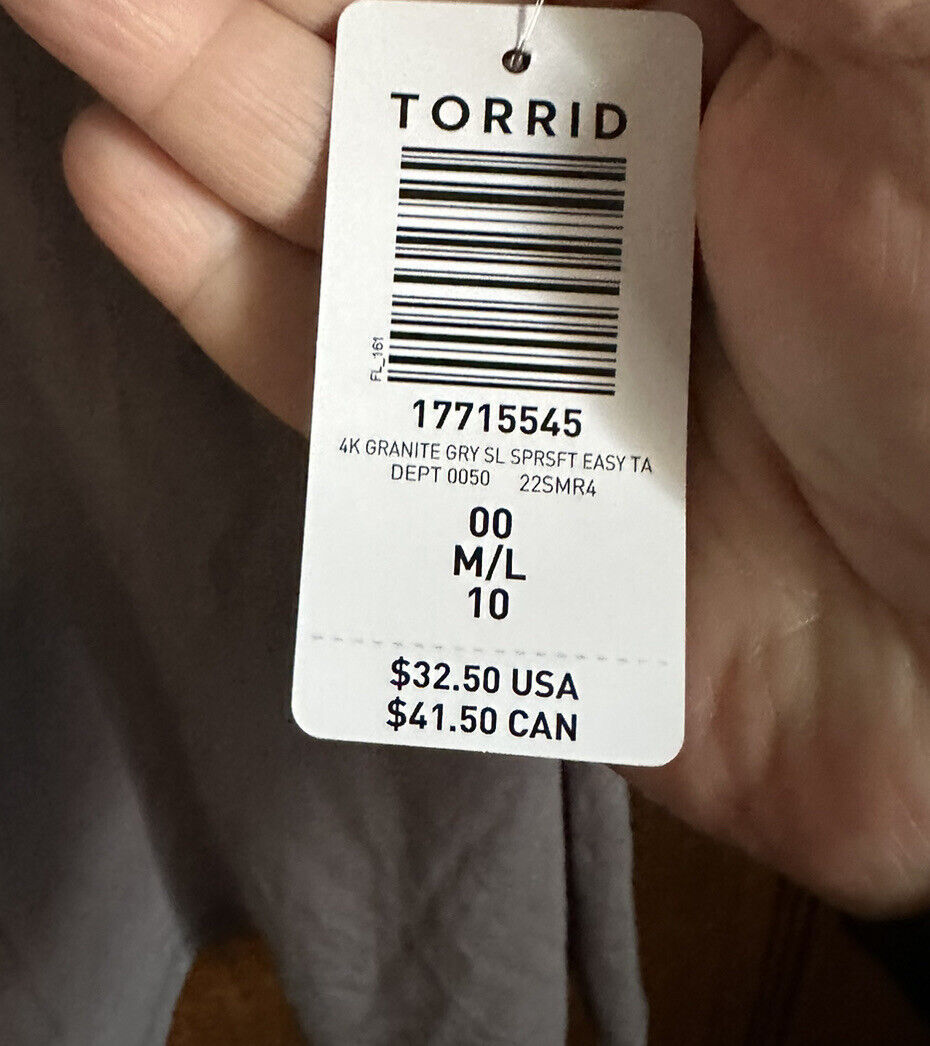 TORRID
FL_161
17715545
4K GRANITE GRY SL SPRSFT EASY TA
DEPT 0050 22SMR4
00
M/L
10
$32.50 USA
$41.50 CAN